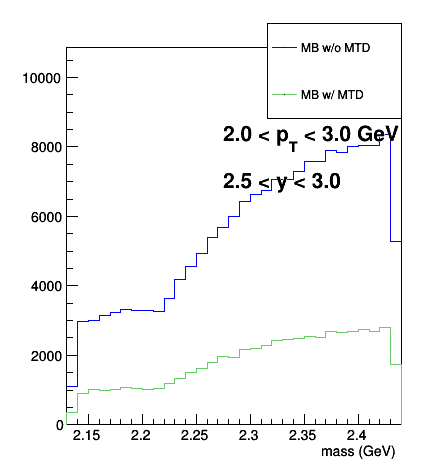 MB w/o MTD
MB w/ MTD
2.0 < p_T < 3.0 GeV
2.5 < y < 3.0
10000
8000
6000
4000
2000
0
2.15 2.2 2.25 2.3 2.35 2.4
mass (GeV)